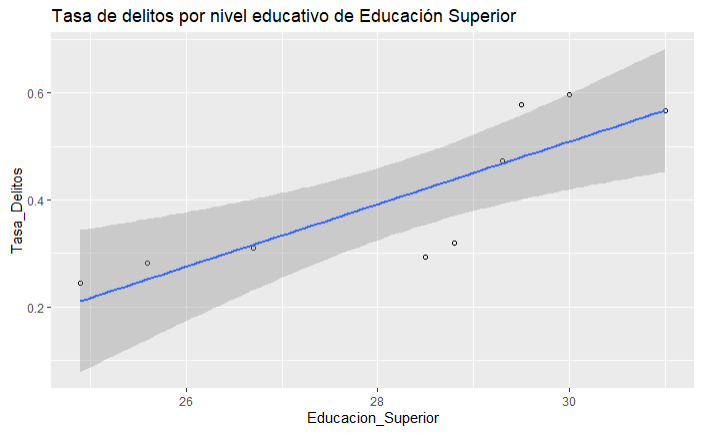 Tasa de delitos por nivel educativo de Educación Superior
Tasa_Delitos
0.6
0.4
0.2
26
28
30
Educacion_Superior